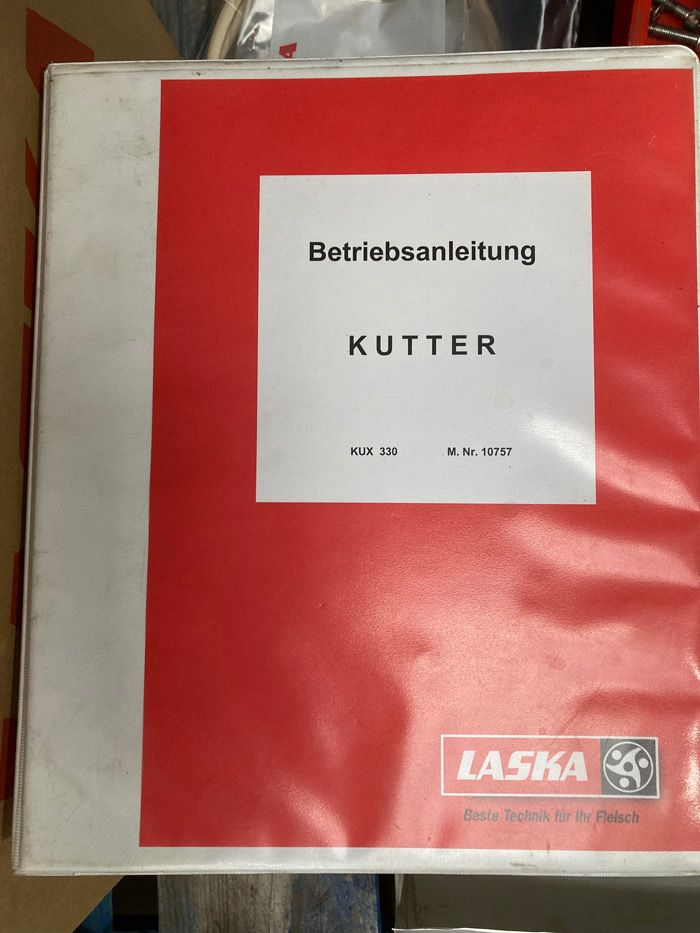 Betriebsanleitung
KUTTER
KUX 330 M. Nr. 10757
LASKA
Beste Technik für Ihr Fleisch